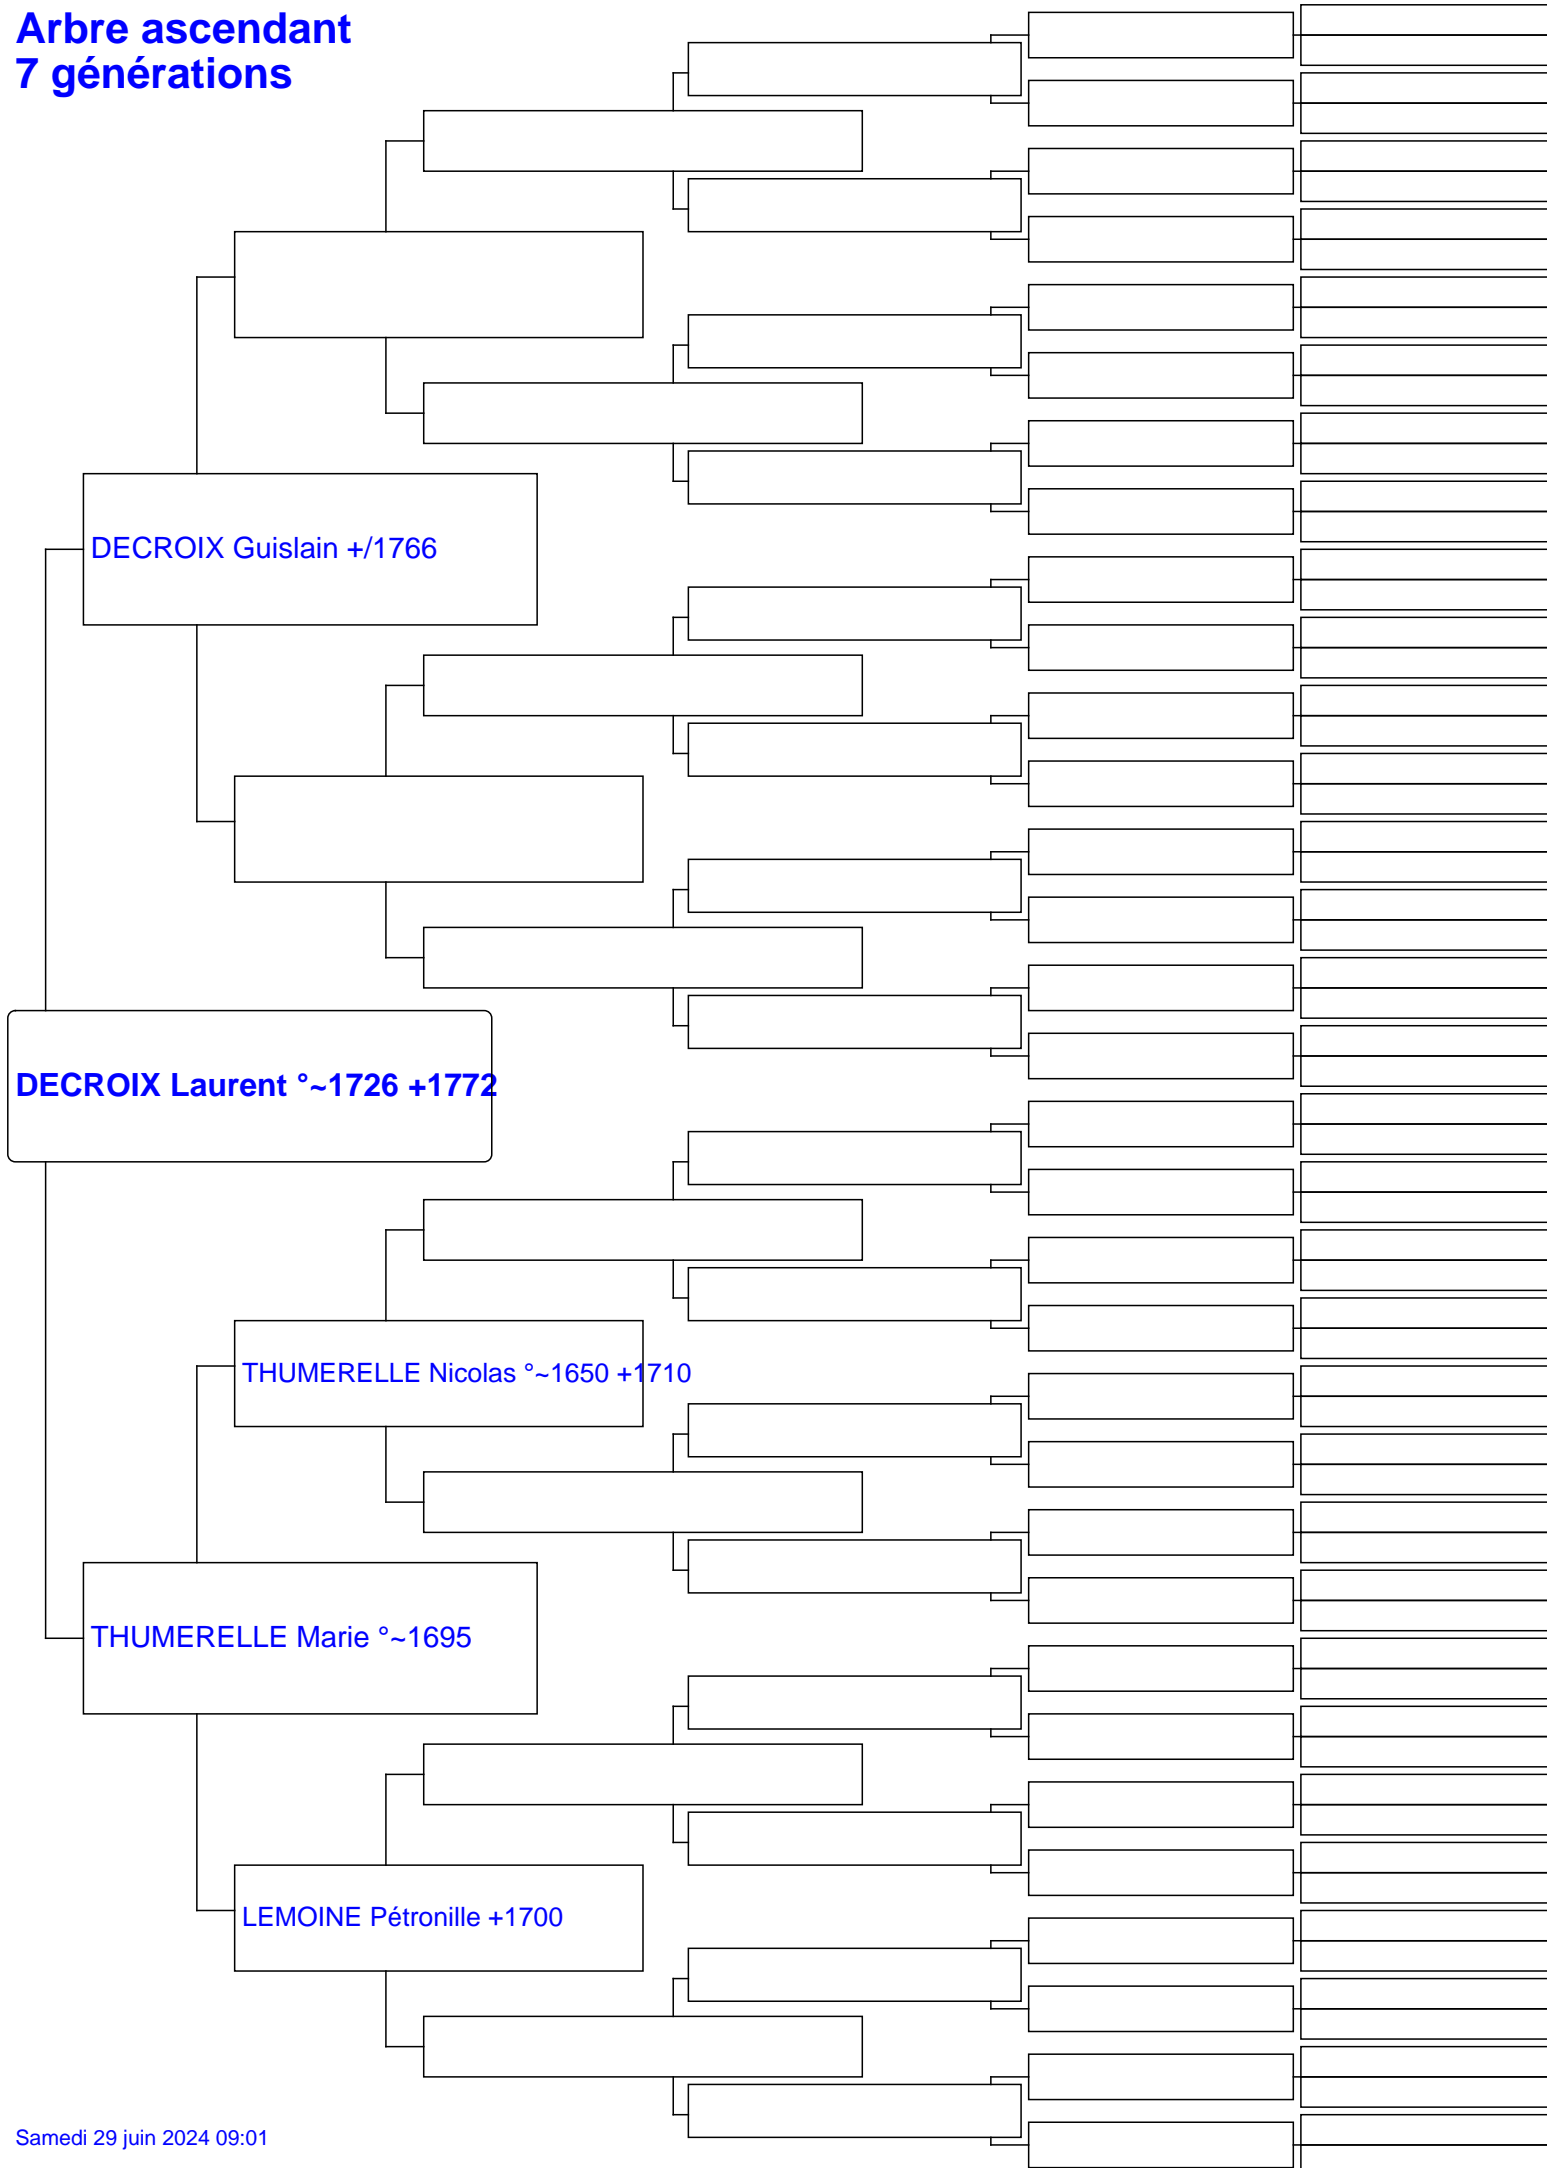 Arbre ascendant
7 générations
DECROIX Guislain +/1766
DECROIX Laurent °~1726 +1772
THUMERELLE Nicolas °~1650 +1710
THUMERELLE Marie °~1695
LEMOINE Pétronille +1700
Samedi 29 juin 2024 09:01